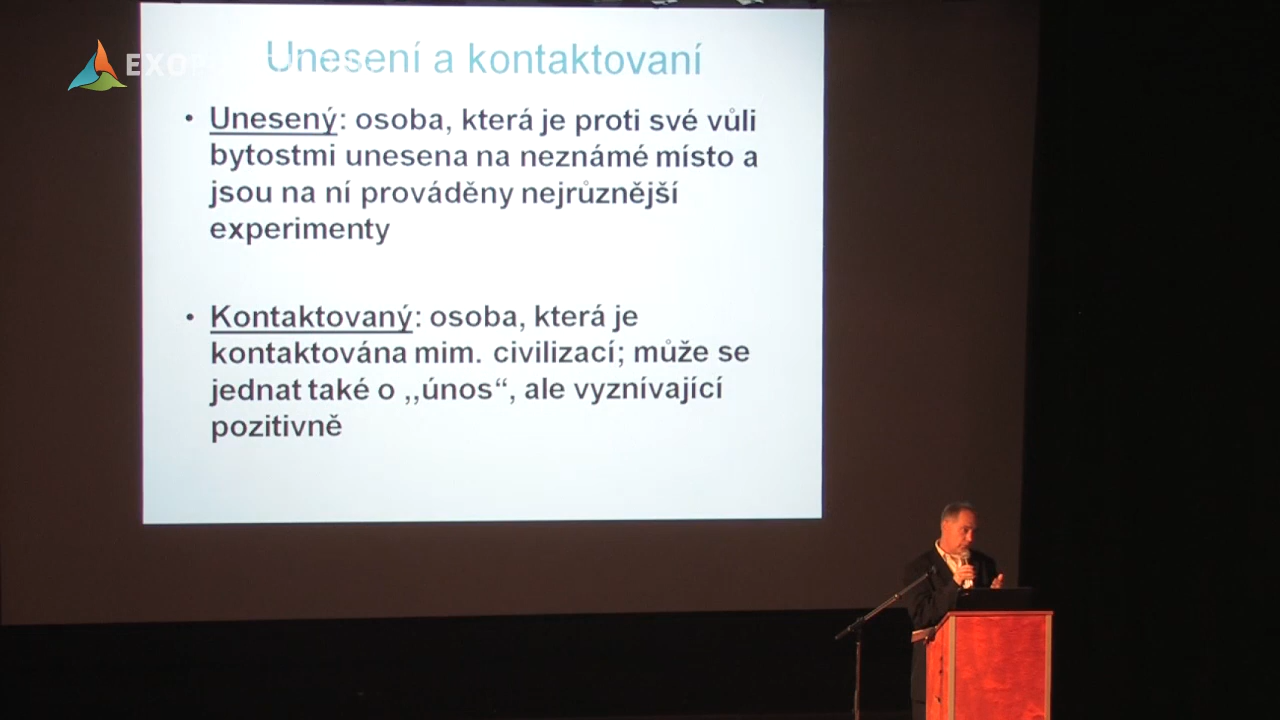 Unesení a kontaktovaní
• Unesený: osoba, která je proti své vůli
bytostmi unesena na neznámé místo a
jsou na ní prováděny nejrůznější
experimenty
• Kontaktovaný: osoba, která je
kontaktována mim. civilizací; může se
jednat také o ,,únos“, ale vyznívající
pozitivně